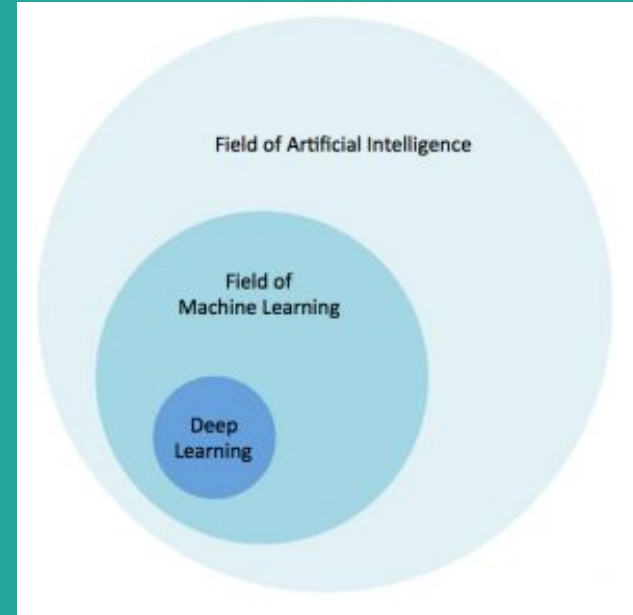 Field of Artificial Intelligence
Field of
Machine Learning
Deep
Learning